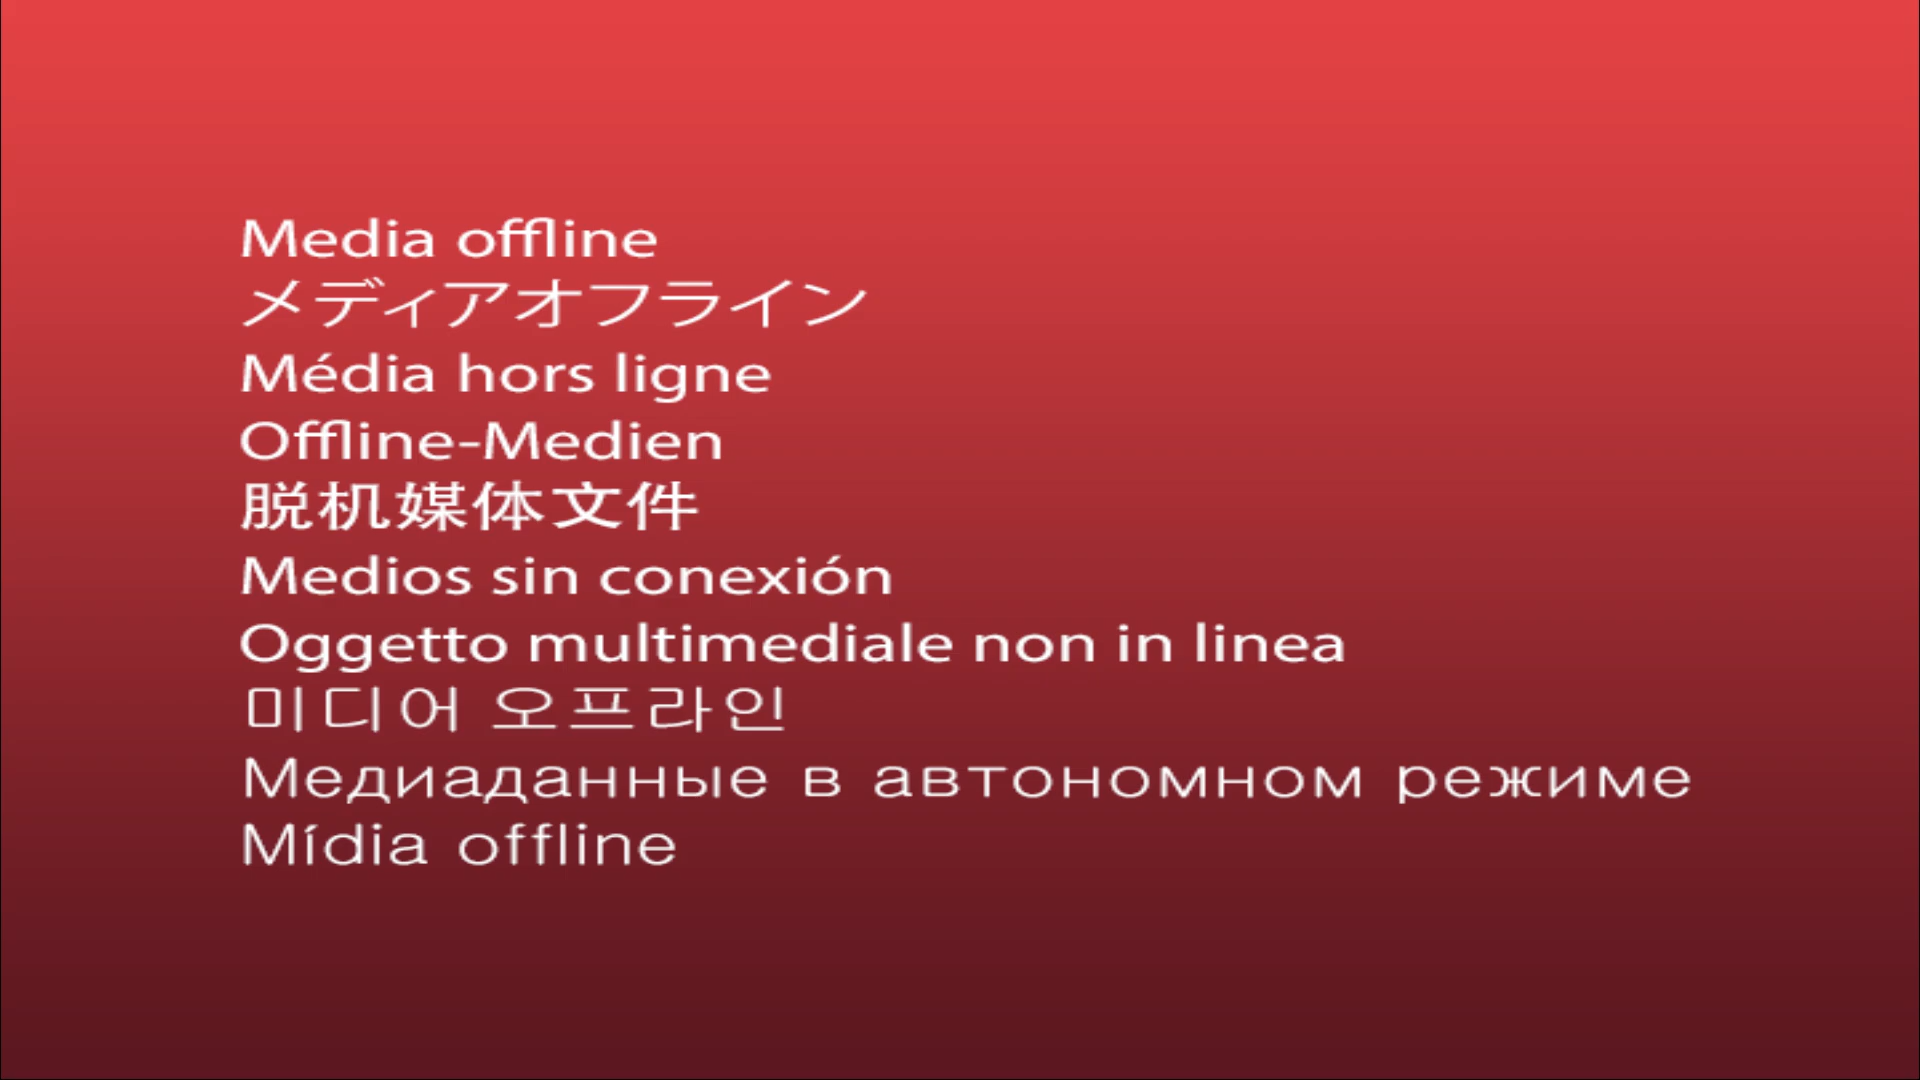 Media offline
メディアオフライン
Média hors ligne
Offline-Medien
脱机媒体文件
Medios sin conexión
Oggetto multimediale non in linea
미디어 오프라인
Медиаданные в автономном режиме
Mídia offline